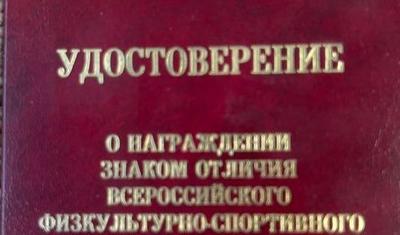 УДОСТОВЕРЕНИЕ
О НАГРАЖДЕНИИ
ЗНАКОМ ОТЛИЧИЯ
ВСЕРОССИЙСКОГО
ФИЗКУЛЬТУРНО-СПОРТИВНОГО